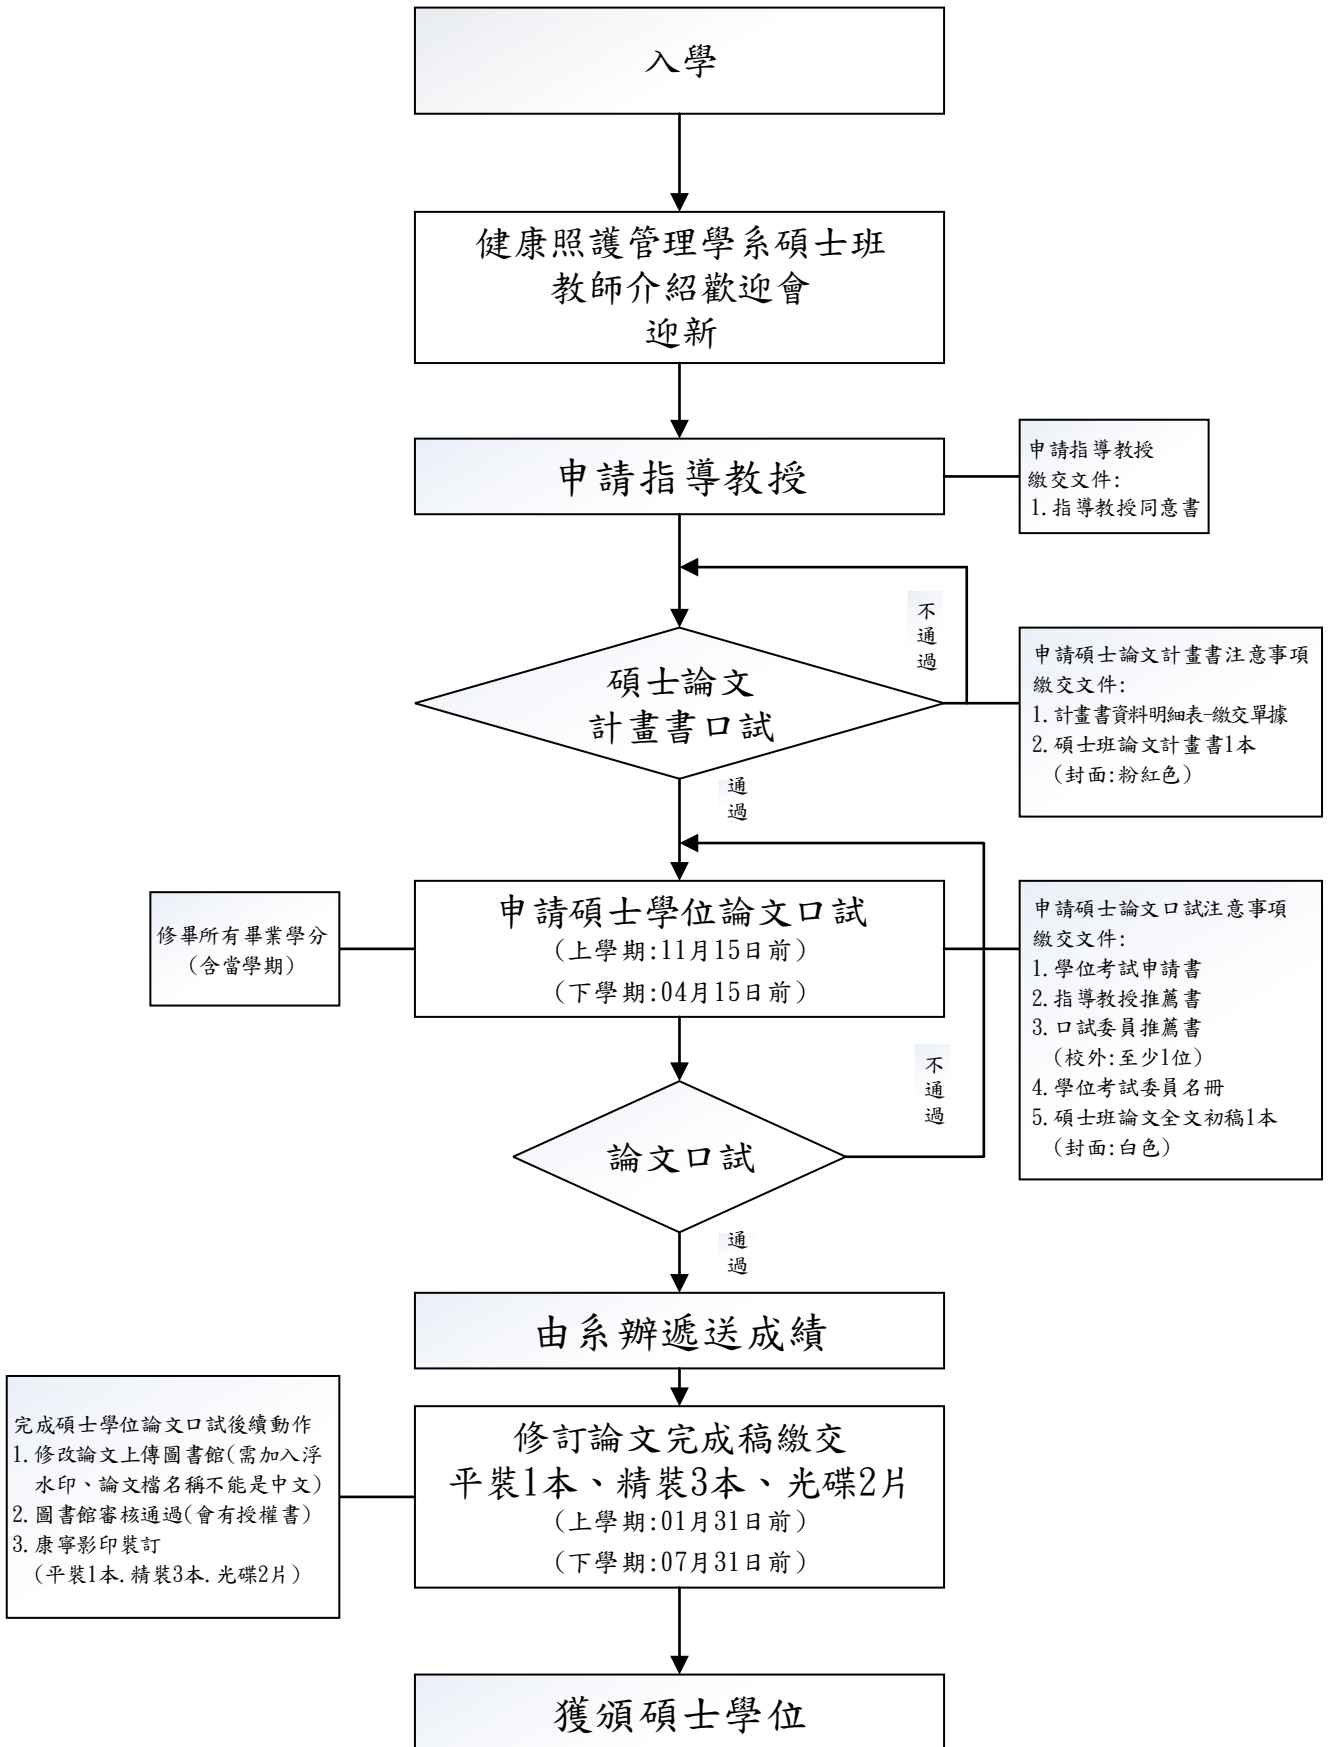 入學
健康照護管理學系碩士班
教師介紹歡迎會
迎新
申請指導教授
申請指導教授
繳交文件:
1.指導教授同意書
不
通
過
碩士論文
計畫書口試
申請碩士論文計畫書注意事項
繳交文件:
1.計畫書資料明細表-繳交單據
2.碩士班論文計畫書1本
(封面:粉紅色)
通
過
修畢所有畢業學分
(含當學期)
申請碩士學位論文口試
(上學期:11月15日前)
(下學期:04月15日前)
申請碩士論文口試注意事項
繳交文件:
1.學位考試申請書
2.指導教授推薦書
3.口試委員推薦書
(校外:至少1位)
4.學位考試委員名冊
5.碩士班論文全文初稿1本
(封面:白色)
不
通
過
論文口試
通
過
由系辦遞送成績
完成碩士學位論文口試後續動作
1.修改論文上傳圖書館(需加入浮
水印、論文檔名稱不能是中文)
2.圖書館審核通過(會有授權書)
3.康寧影印裝訂
(平裝1本.精裝3本.光碟2片)
修訂論文完成稿繳交
平裝1本、精裝3本、光碟2片
(上學期:01月31日前)
(下學期:07月31日前)
獲頒碩士學位